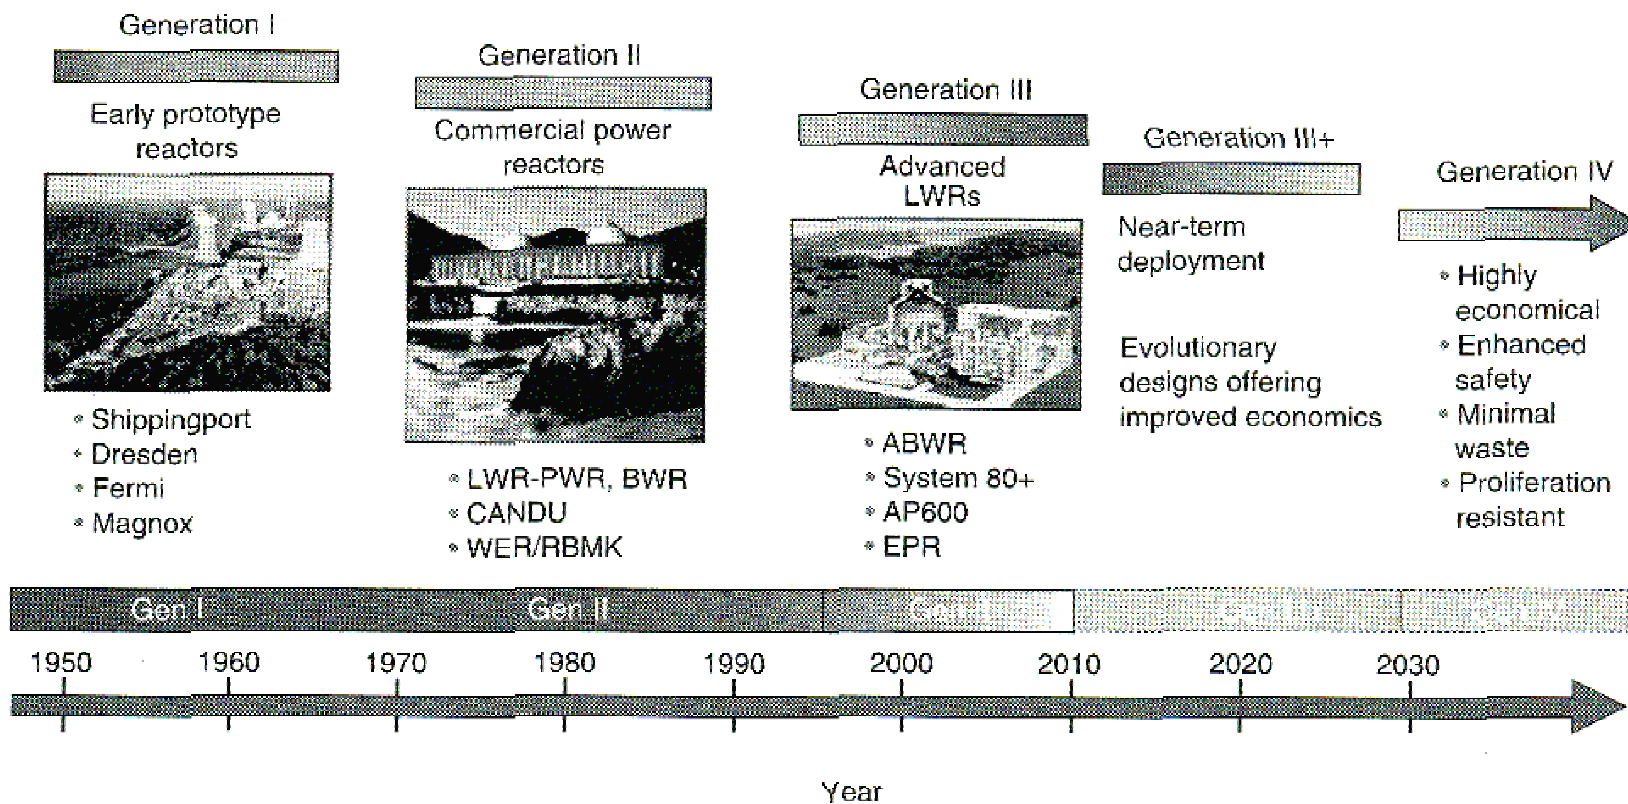 Generation I
Early prototype
reactors
Shippingport
Dresden
Fermi
Magnox
Generation II
Commercial power
reactors
LWR-PWR, BWR
CANDU
WER/RBMK
Generation III
Advanced
LWRs
ABWR
System 80+
AP600
EPR
Generation III+
Near-term
deployment
Evolutionary
designs offering
improved economics
Generation IV
Highly
economical
Enhanced
safety
Minimal
waste
Proliferation
resistant
Gen I
Gen II
1950
1960
1970
1980
1990
2000
2010
2020
2030
Year